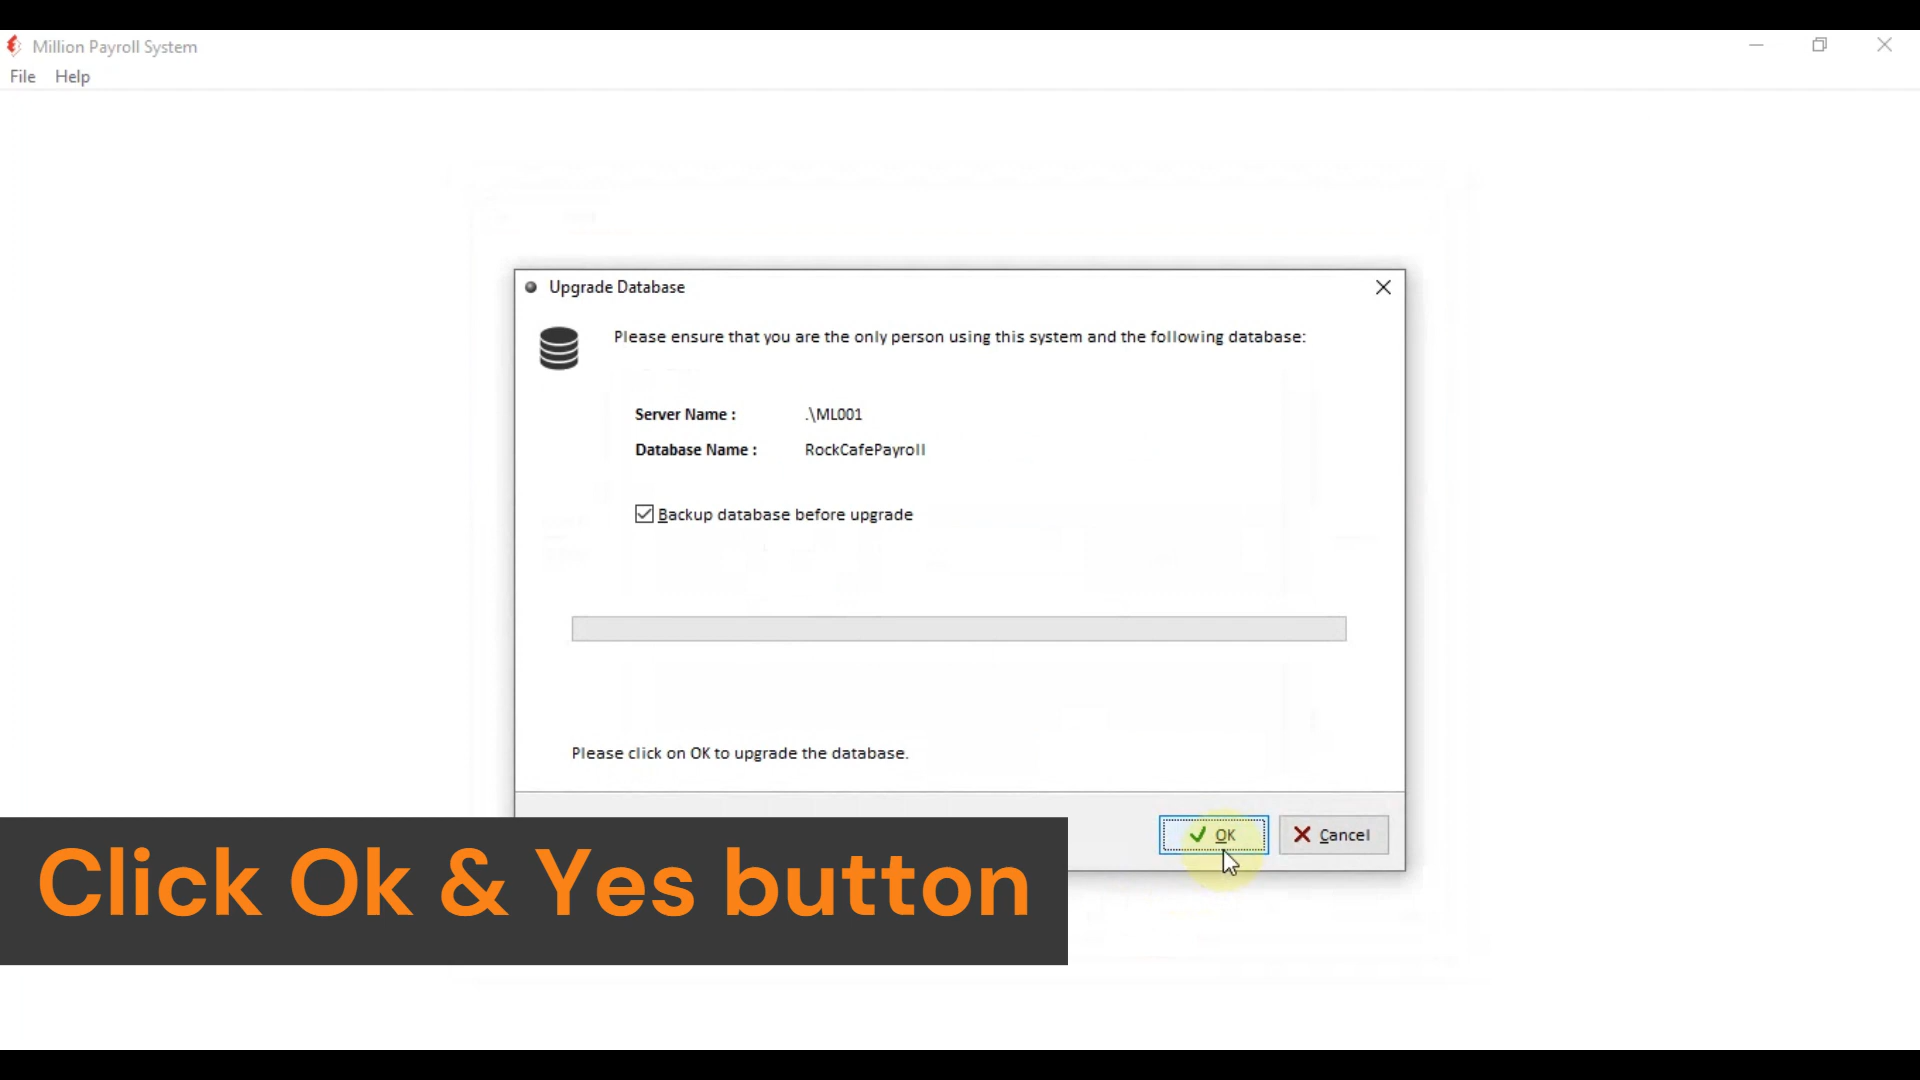 Million Payroll System
File Help
Upgrade Database
Please ensure that you are the only person using this system and the following database:
Server Name : .\ML001
Database Name : RockCafePayroll
Backup database before upgrade
Please click on OK to upgrade the database.
OK Cancel
Click Ok & Yes button